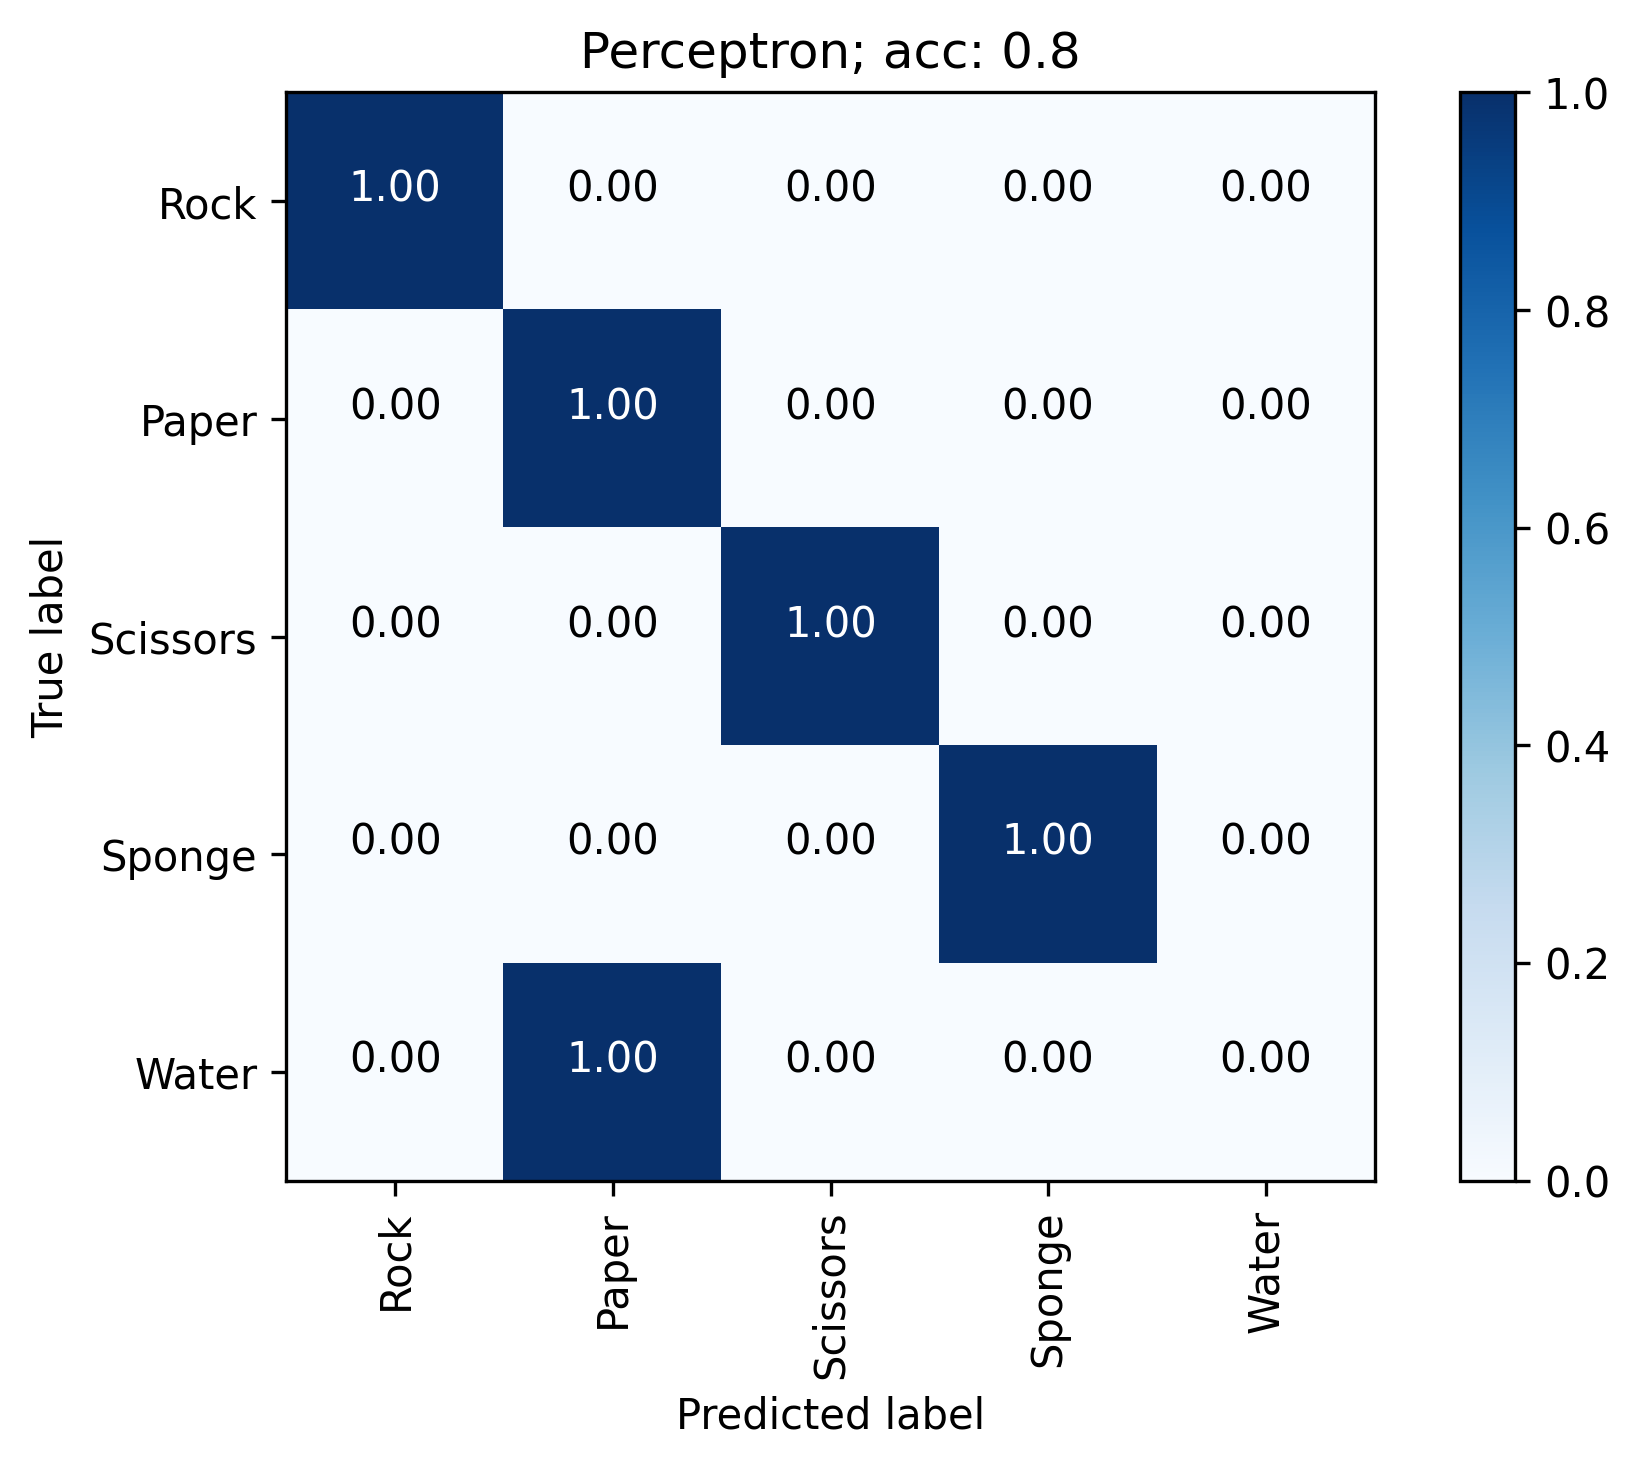 Perceptron; acc: 0.8
True label
Rock 1.00 0.00 0.00 0.00 0.00
Paper 0.00 1.00 0.00 0.00 0.00
Scissors 0.00 0.00 1.00 0.00 0.00
Sponge 0.00 0.00 0.00 1.00 0.00
Water 0.00 1.00 0.00 0.00 0.00
Rock Paper Scissors Sponge Water
Predicted label
1.0
0.8
0.6
0.4
0.2
0.0